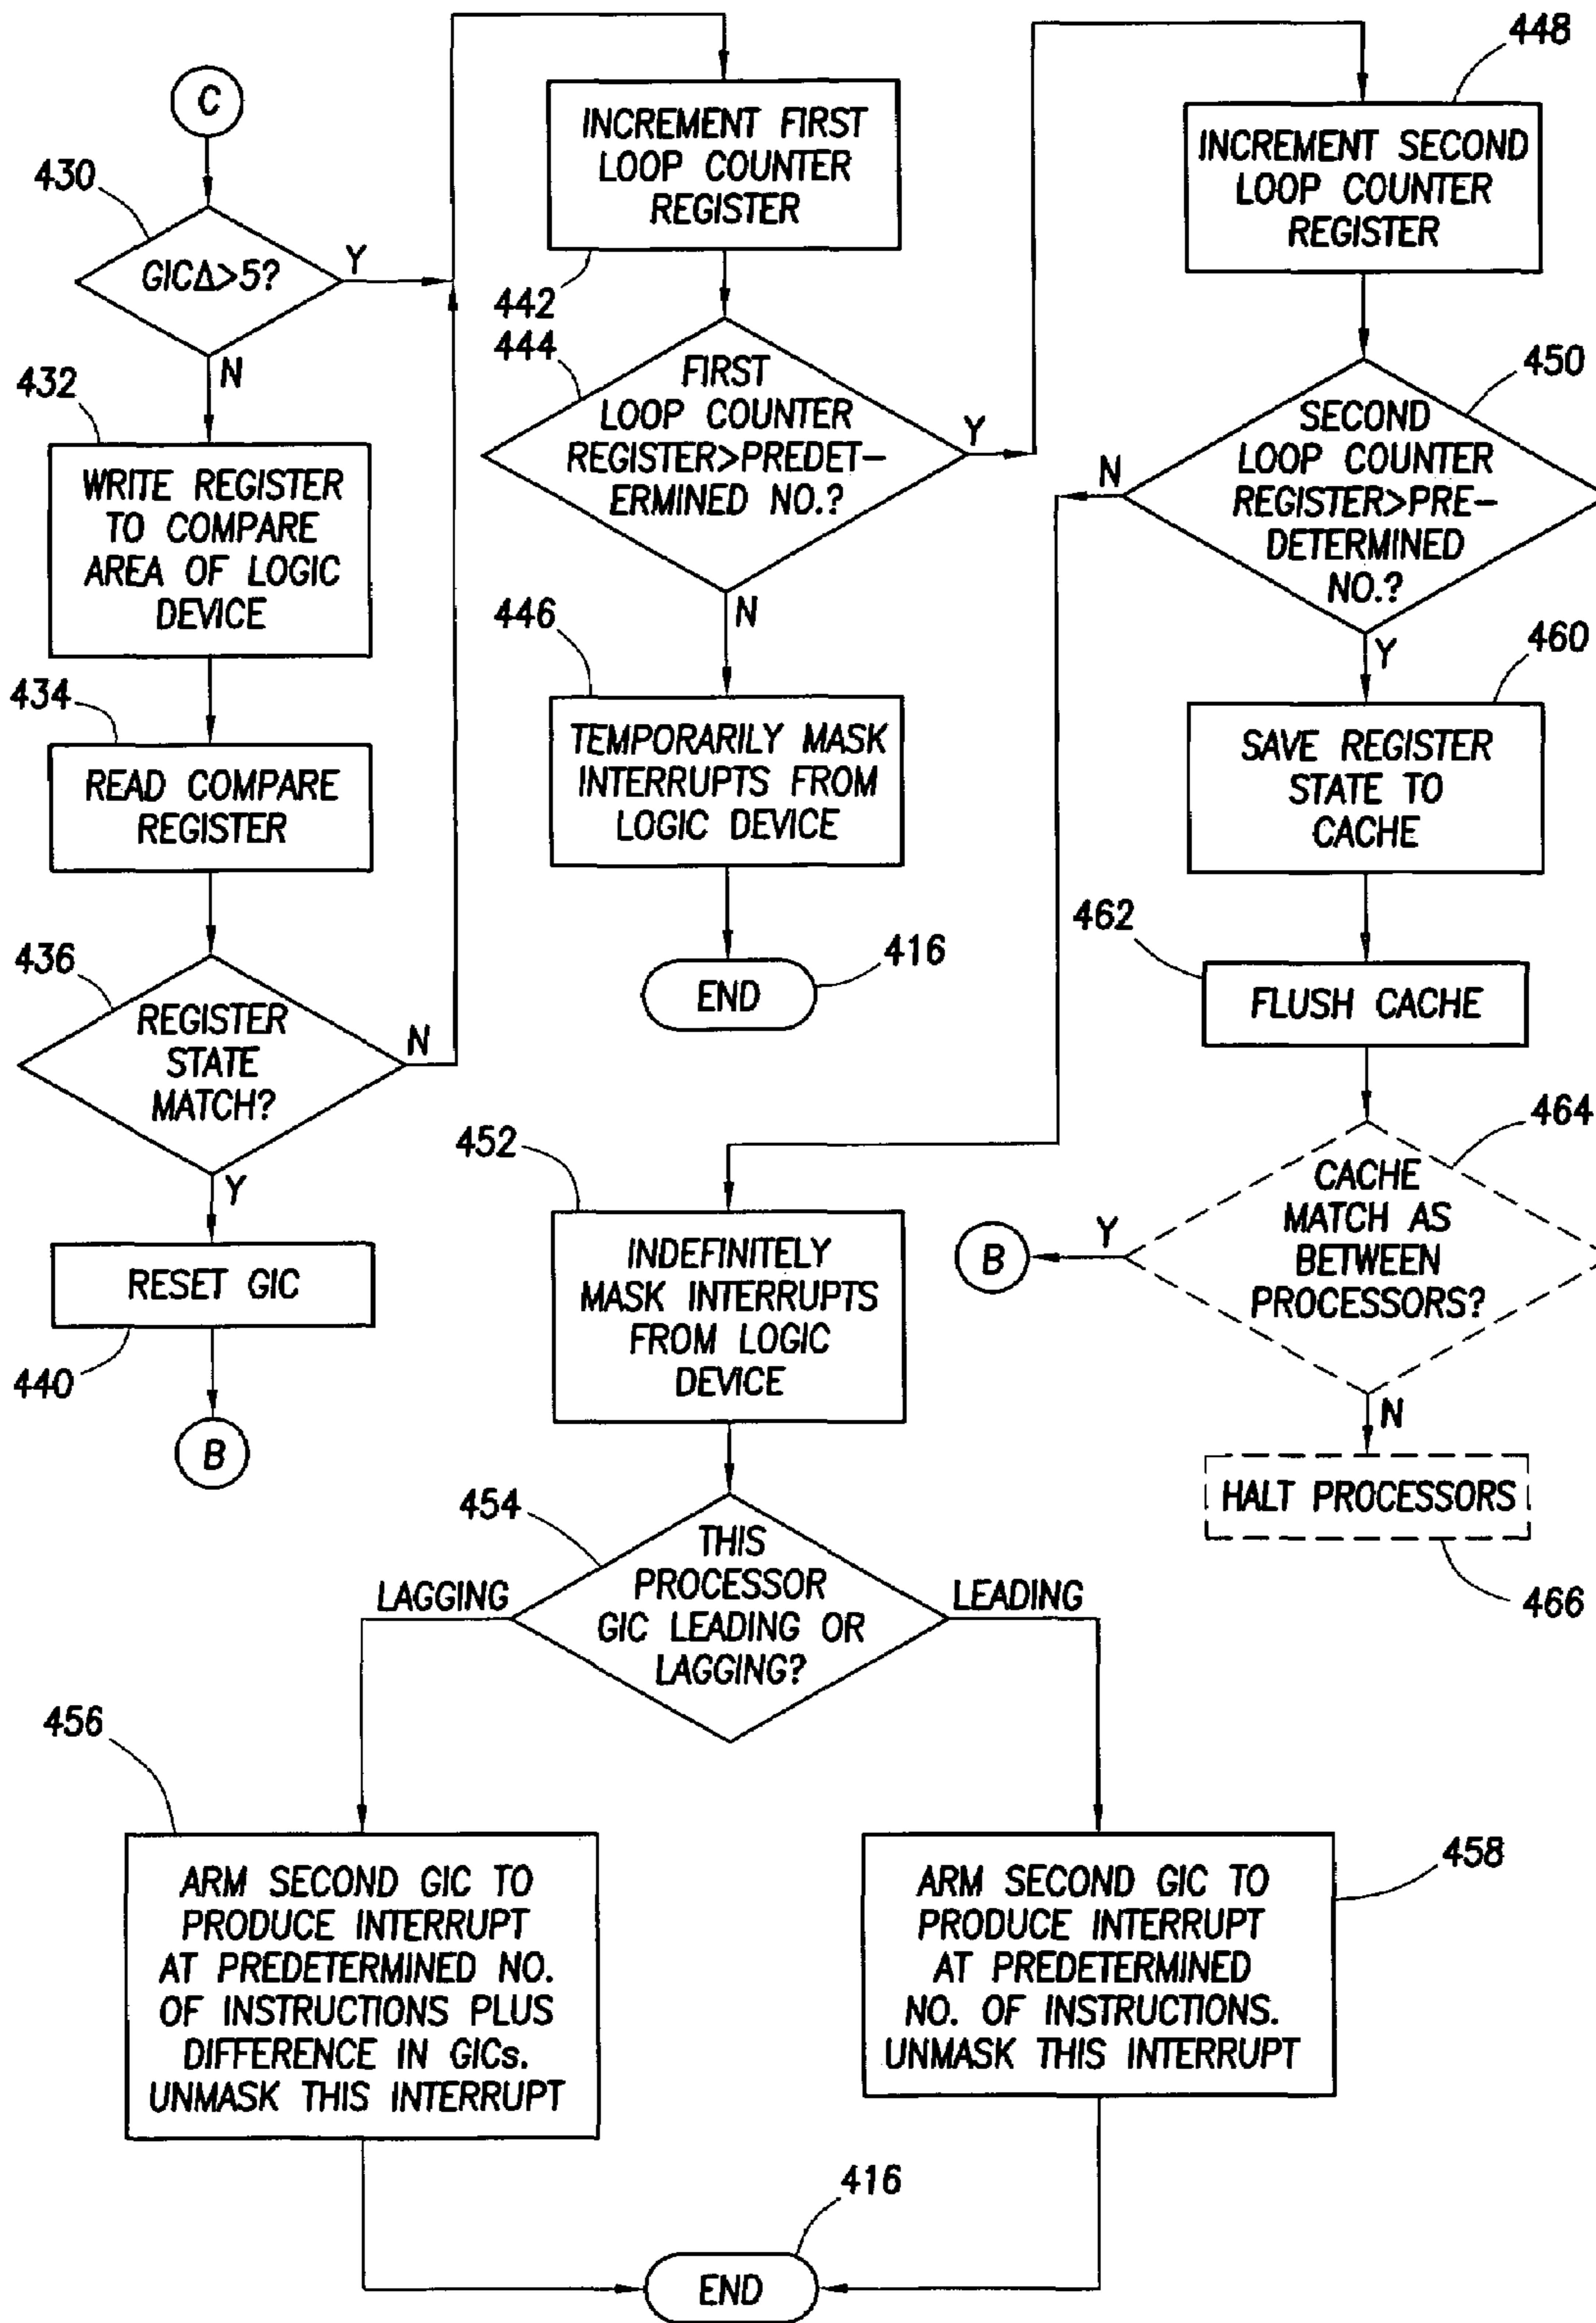 C
430
GICΔ>5?
Y
N
432
WRITE REGISTER
TO COMPARE
AREA OF LOGIC
DEVICE
434
READ COMPARE
REGISTER
436
REGISTER
STATE
MATCH?
N
Y
RESET GIC
440
B
INCREMENT FIRST
LOOP COUNTER
REGISTER
442
444
FIRST
LOOP COUNTER
REGISTER>PREDET-
ERMINED NO.?
Y
N
446
TEMPORARILY MASK
INTERRUPTS FROM
LOGIC DEVICE
416
END
448
INCREMENT SECOND
LOOP COUNTER
REGISTER
450
SECOND
LOOP COUNTER
REGISTER>PRE-
DETERMINED
NO.?
N
Y
460
SAVE REGISTER
STATE TO
CACHE
462
FLUSH CACHE
464
CACHE
MATCH AS
BETWEEN
PROCESSORS?
Y
B
N
HALT PROCESSORS
466
452
INDEFINITELY
MASK INTERRUPTS
FROM LOGIC
DEVICE
454
THIS
PROCESSOR
GIC LEADING OR
LAGGING?
LAGGING
LEADING
456
ARM SECOND GIC TO
PRODUCE INTERRUPT
AT PREDETERMINED NO.
OF INSTRUCTIONS PLUS
DIFFERENCE IN GICs.
UNMASK THIS INTERRUPT
458
ARM SECOND GIC TO
PRODUCE INTERRUPT
AT PREDETERMINED
NO. OF INSTRUCTIONS.
UNMASK THIS INTERRUPT
416
END